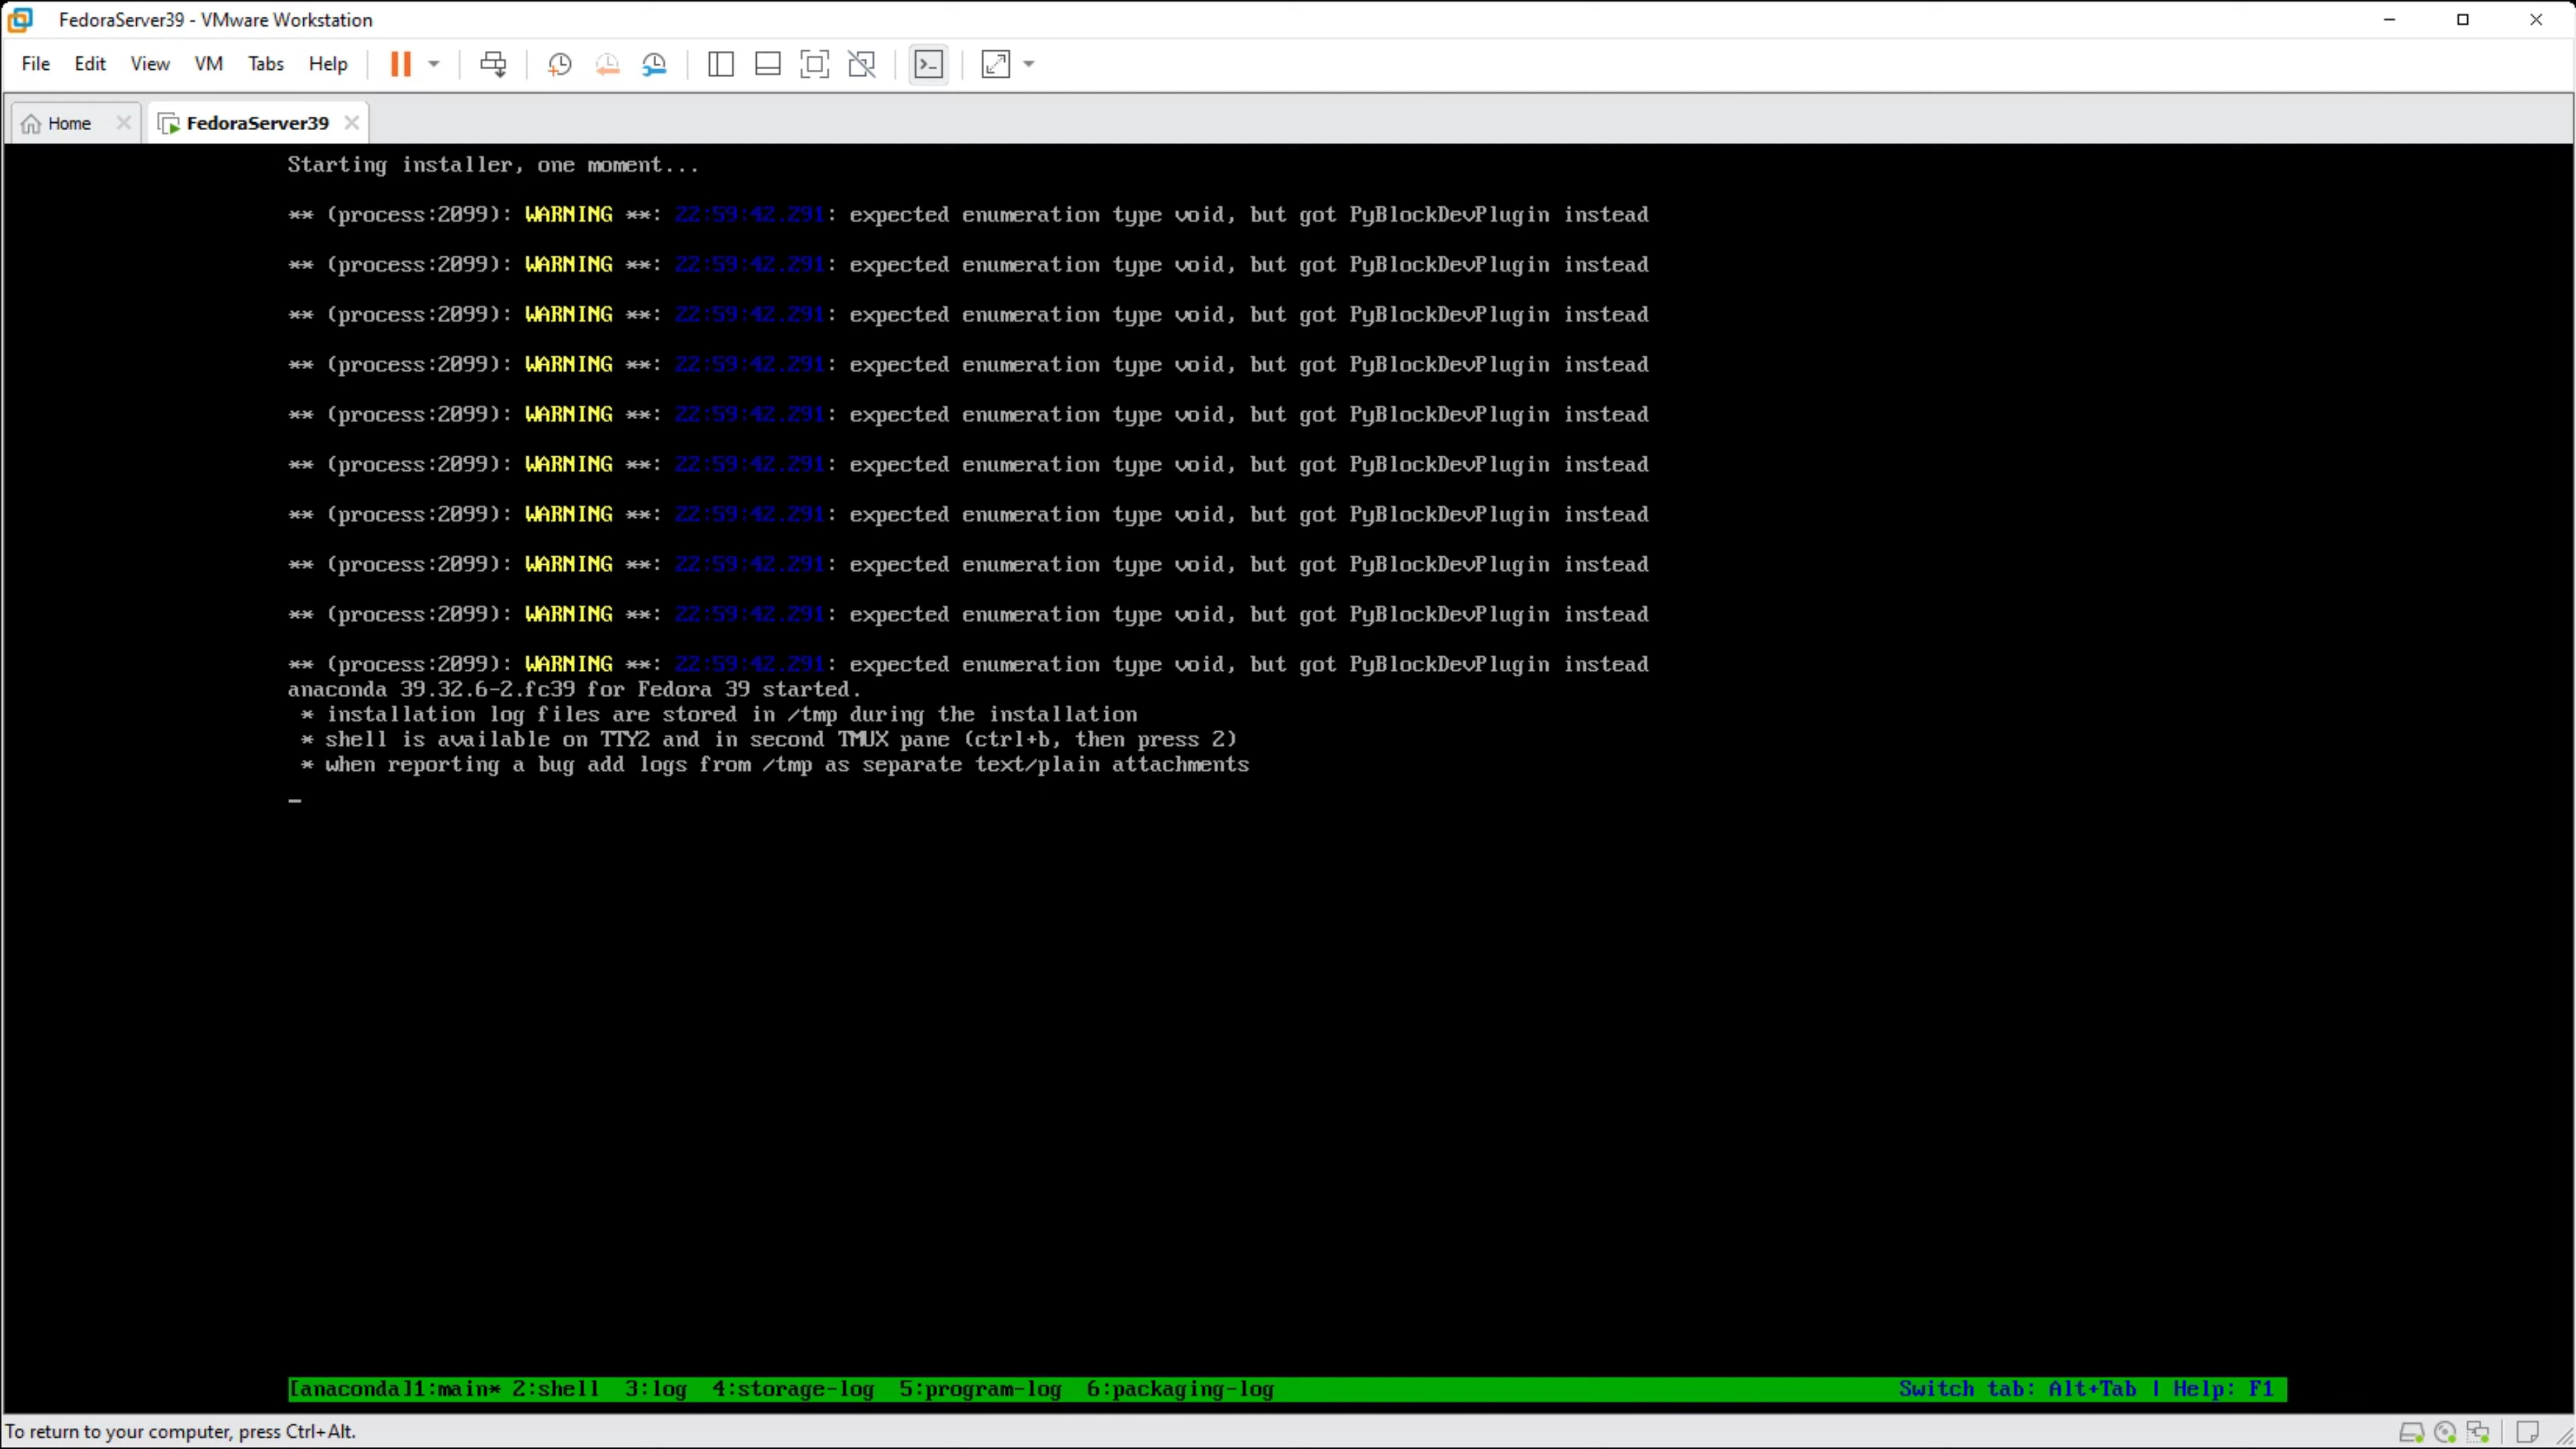 FedoraServer39 - VMware Workstation
File Edit View VM Tabs Help
Home FedoraServer39
Starting installer, one moment...
** (process:2099): WARNING **: 22:59:42.291: expected enumeration type void, but got PyBlockDevPlugin instead
** (process:2099): WARNING **: 22:59:42.291: expected enumeration type void, but got PyBlockDevPlugin instead
** (process:2099): WARNING **: 22:59:42.291: expected enumeration type void, but got PyBlockDevPlugin instead
** (process:2099): WARNING **: 22:59:42.291: expected enumeration type void, but got PyBlockDevPlugin instead
** (process:2099): WARNING **: 22:59:42.291: expected enumeration type void, but got PyBlockDevPlugin instead
** (process:2099): WARNING **: 22:59:42.291: expected enumeration type void, but got PyBlockDevPlugin instead
** (process:2099): WARNING **: 22:59:42.291: expected enumeration type void, but got PyBlockDevPlugin instead
** (process:2099): WARNING **: 22:59:42.291: expected enumeration type void, but got PyBlockDevPlugin instead
** (process:2099): WARNING **: 22:59:42.291: expected enumeration type void, but got PyBlockDevPlugin instead
** (process:2099): WARNING **: 22:59:42.291: expected enumeration type void, but got PyBlockDevPlugin instead
anaconda 39.32.6-2.fc39 for Fedora 39 started.
* installation log files are stored in /tmp during the installation
* shell is available on TTY2 and in second TMUX pane (ctrl+b, then press 2)
* when reporting a bug add logs from /tmp as separate text/plain attachments
[anaconda]1:main* 2:shell 3:log 4:storage-log 5:program-log 6:packaging-log Switch tab: Alt+Tab | Help: F1
To return to your computer, press Ctrl+Alt.